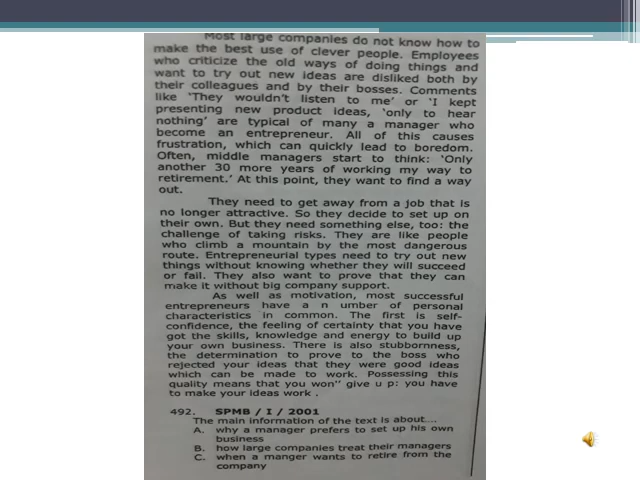 Most large companies do not know how to
make the best use of clever people. Employees
who criticize the old ways of doing things and
want to try out new ideas are disliked both by
their colleagues and by their bosses. Comments
like 'They wouldn't listen to me' or 'I kept
presenting new product ideas, 'only to hear
nothing' are typical of many a manager who
become an entrepreneur. All of this causes
frustration, which can quickly lead to boredom.
Often, middle managers start to think: 'Only
another 30 more years of working my way to
retirement.' At this point, they want to find a way
out.
They need to get away from a job that is
no longer attractive. So they decide to set up on
their own. But they need something else, too: the
challenge of taking risks. They are like people
who climb a mountain by the most dangerous
route. Entrepreneurial types need to try out new
things without knowing whether they will succeed
or fail. They also want to prove that they can
make it without big company support.
As well as motivation, most successful
entrepreneurs have a n umber of personal
characteristics in common. The first is self-
confidence, the feeling of certainty that you have
got the skills, knowledge and energy to build up
your own business. There is also stubbornness,
the determination to prove to the boss who
rejected your ideas that they were good ideas
which can be made to work. Possessing this
quality means that you won" give u p: you have
to make your ideas work .
492. SPMB / I / 2001
The main information of the text is about....
A. why a manager prefers to set up his own
business
B. how large companies treat their managers
C. when a manger wants to retire from the
company